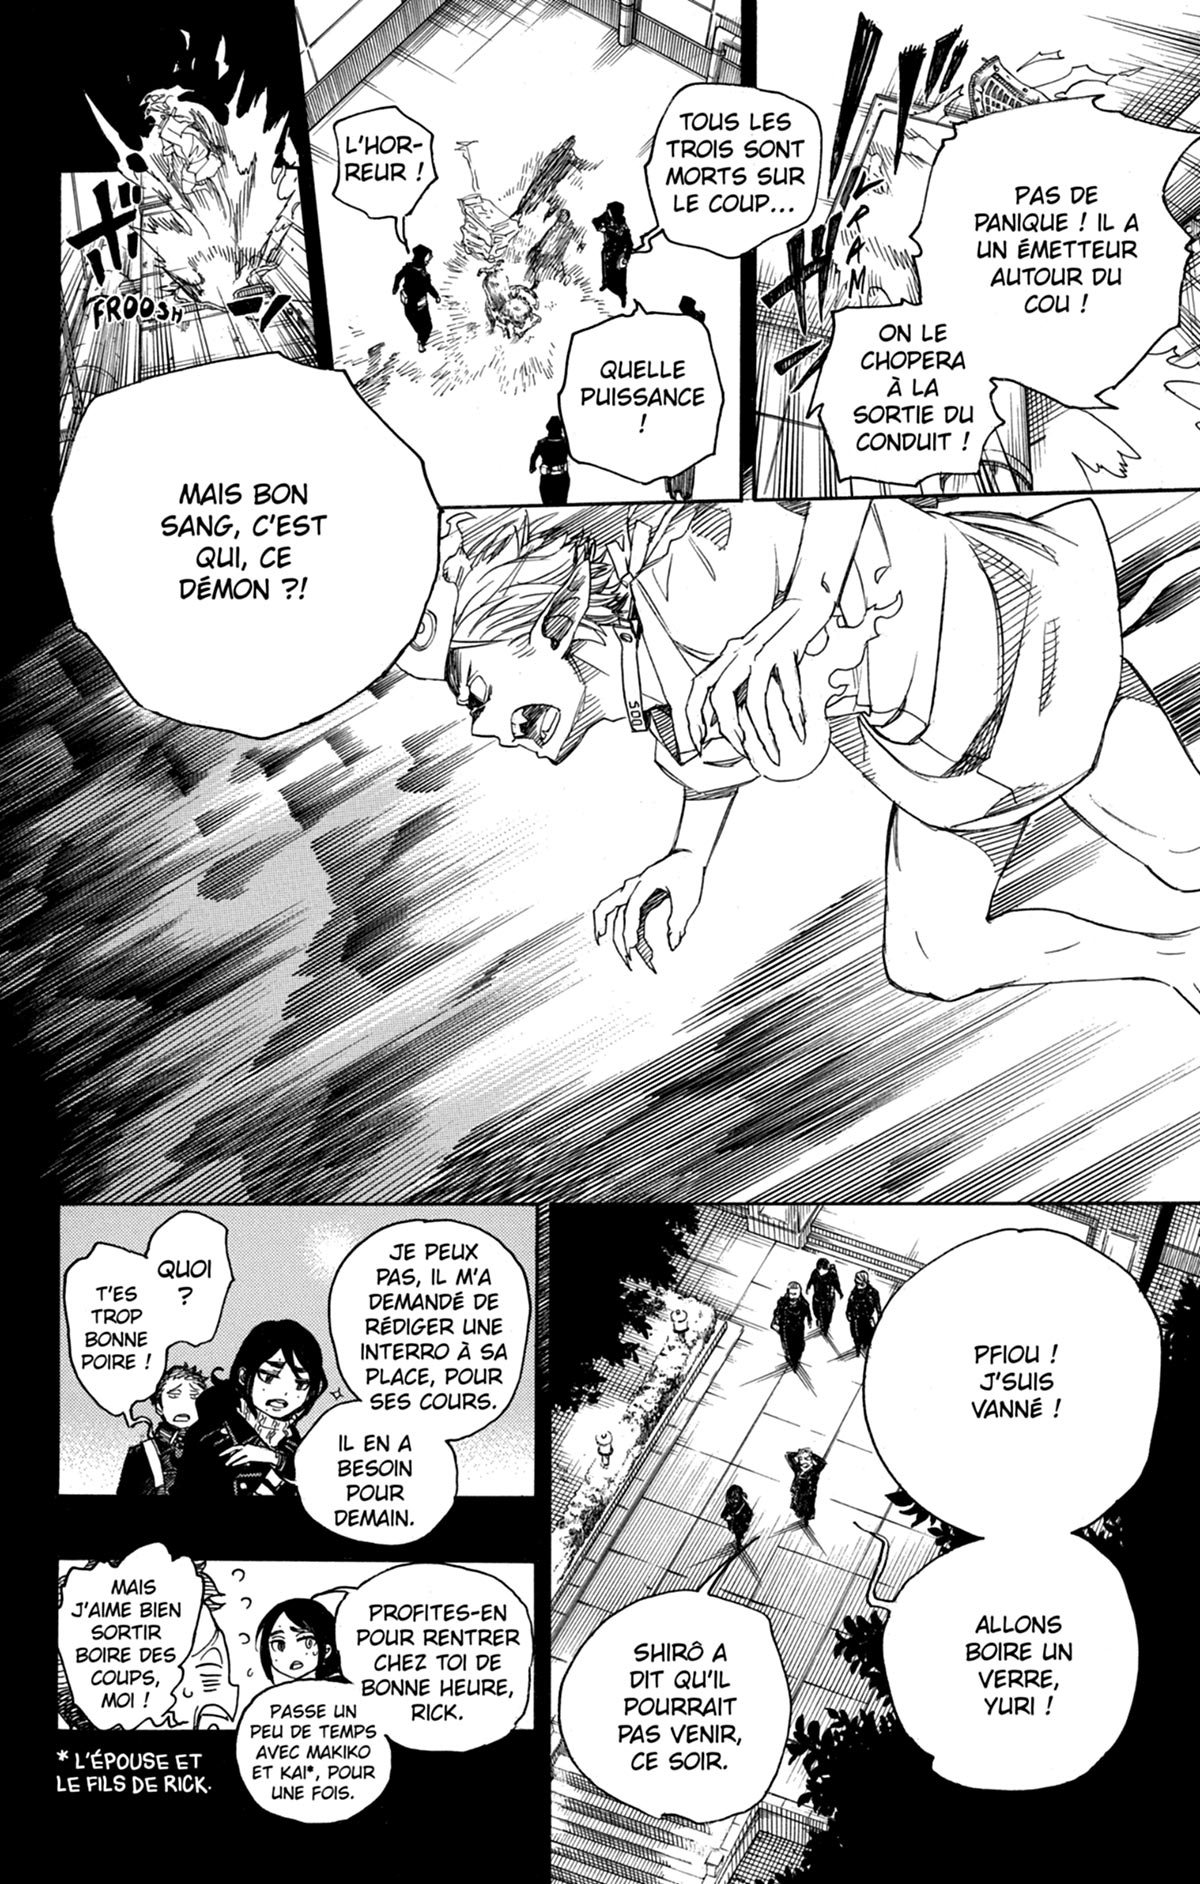 PAS DE
PANIQUE ! IL A
UN ÉMETTEUR
AUTOUR DU
COU !
ON LE
CHOPERA
À LA
SORTIE DU
CONDUIT !
VRAM
TOUS LES
TROIS SONT
MORTS SUR
LE COUP...
L'HOR-
REUR !
QUELLE
PUISSANCE
!
FROOSH
MAIS BON
SANG, C'EST
QUI, CE
DÉMON ?!
PFIOU !
J'SUIS
VANNÉ !
ALLONS
BOIRE UN
VERRE,
YURI !
SHIRÔ A
DIT QU'IL
POURRAIT
PAS VENIR,
CE SOIR.
JE PEUX
PAS, IL M'A
DEMANDÉ DE
RÉDIGER UNE
INTERRO À SA
PLACE, POUR
SES COURS.
IL EN A
BESOIN
POUR
DEMAIN.
QUOI
?
T'ES
TROP
BONNE
POIRE !
PROFITES-EN
POUR RENTRER
CHEZ TOI DE
BONNE HEURE,
RICK.
PASSE UN
PEU DE TEMPS
AVEC MAKIKO
ET KAI*, POUR
UNE FOIS.
MAIS
J'AIME BIEN
SORTIR
BOIRE DES
COUPS,
MOI !
* L'ÉPOUSE ET
LE FILS DE RICK.